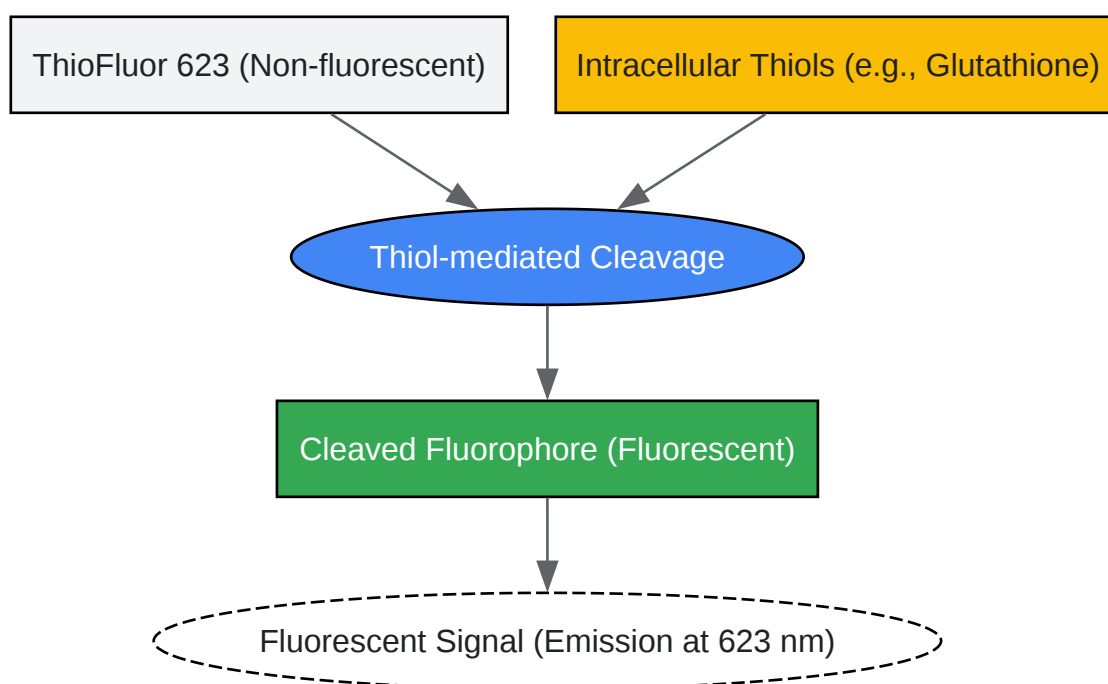 ThioFluor 623 (Non-fluorescent)
Intracellular Thiols (e.g., Glutathione)
Thiol-mediated Cleavage
Cleaved Fluorophore (Fluorescent)
Fluorescent Signal (Emission at 623 nm)